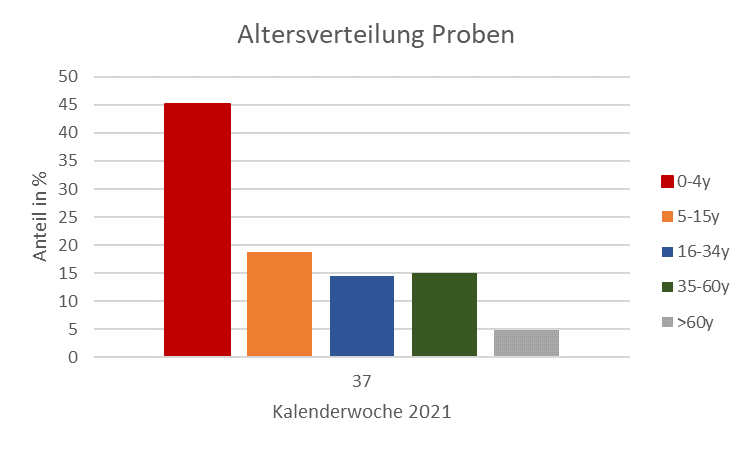 Altersverteilung Proben
Anteil in %
50
45
40
35
30
25
20
15
10
5
0
37
Kalenderwoche 2021
0-4y
5-15y
16-34y
35-60y
>60y